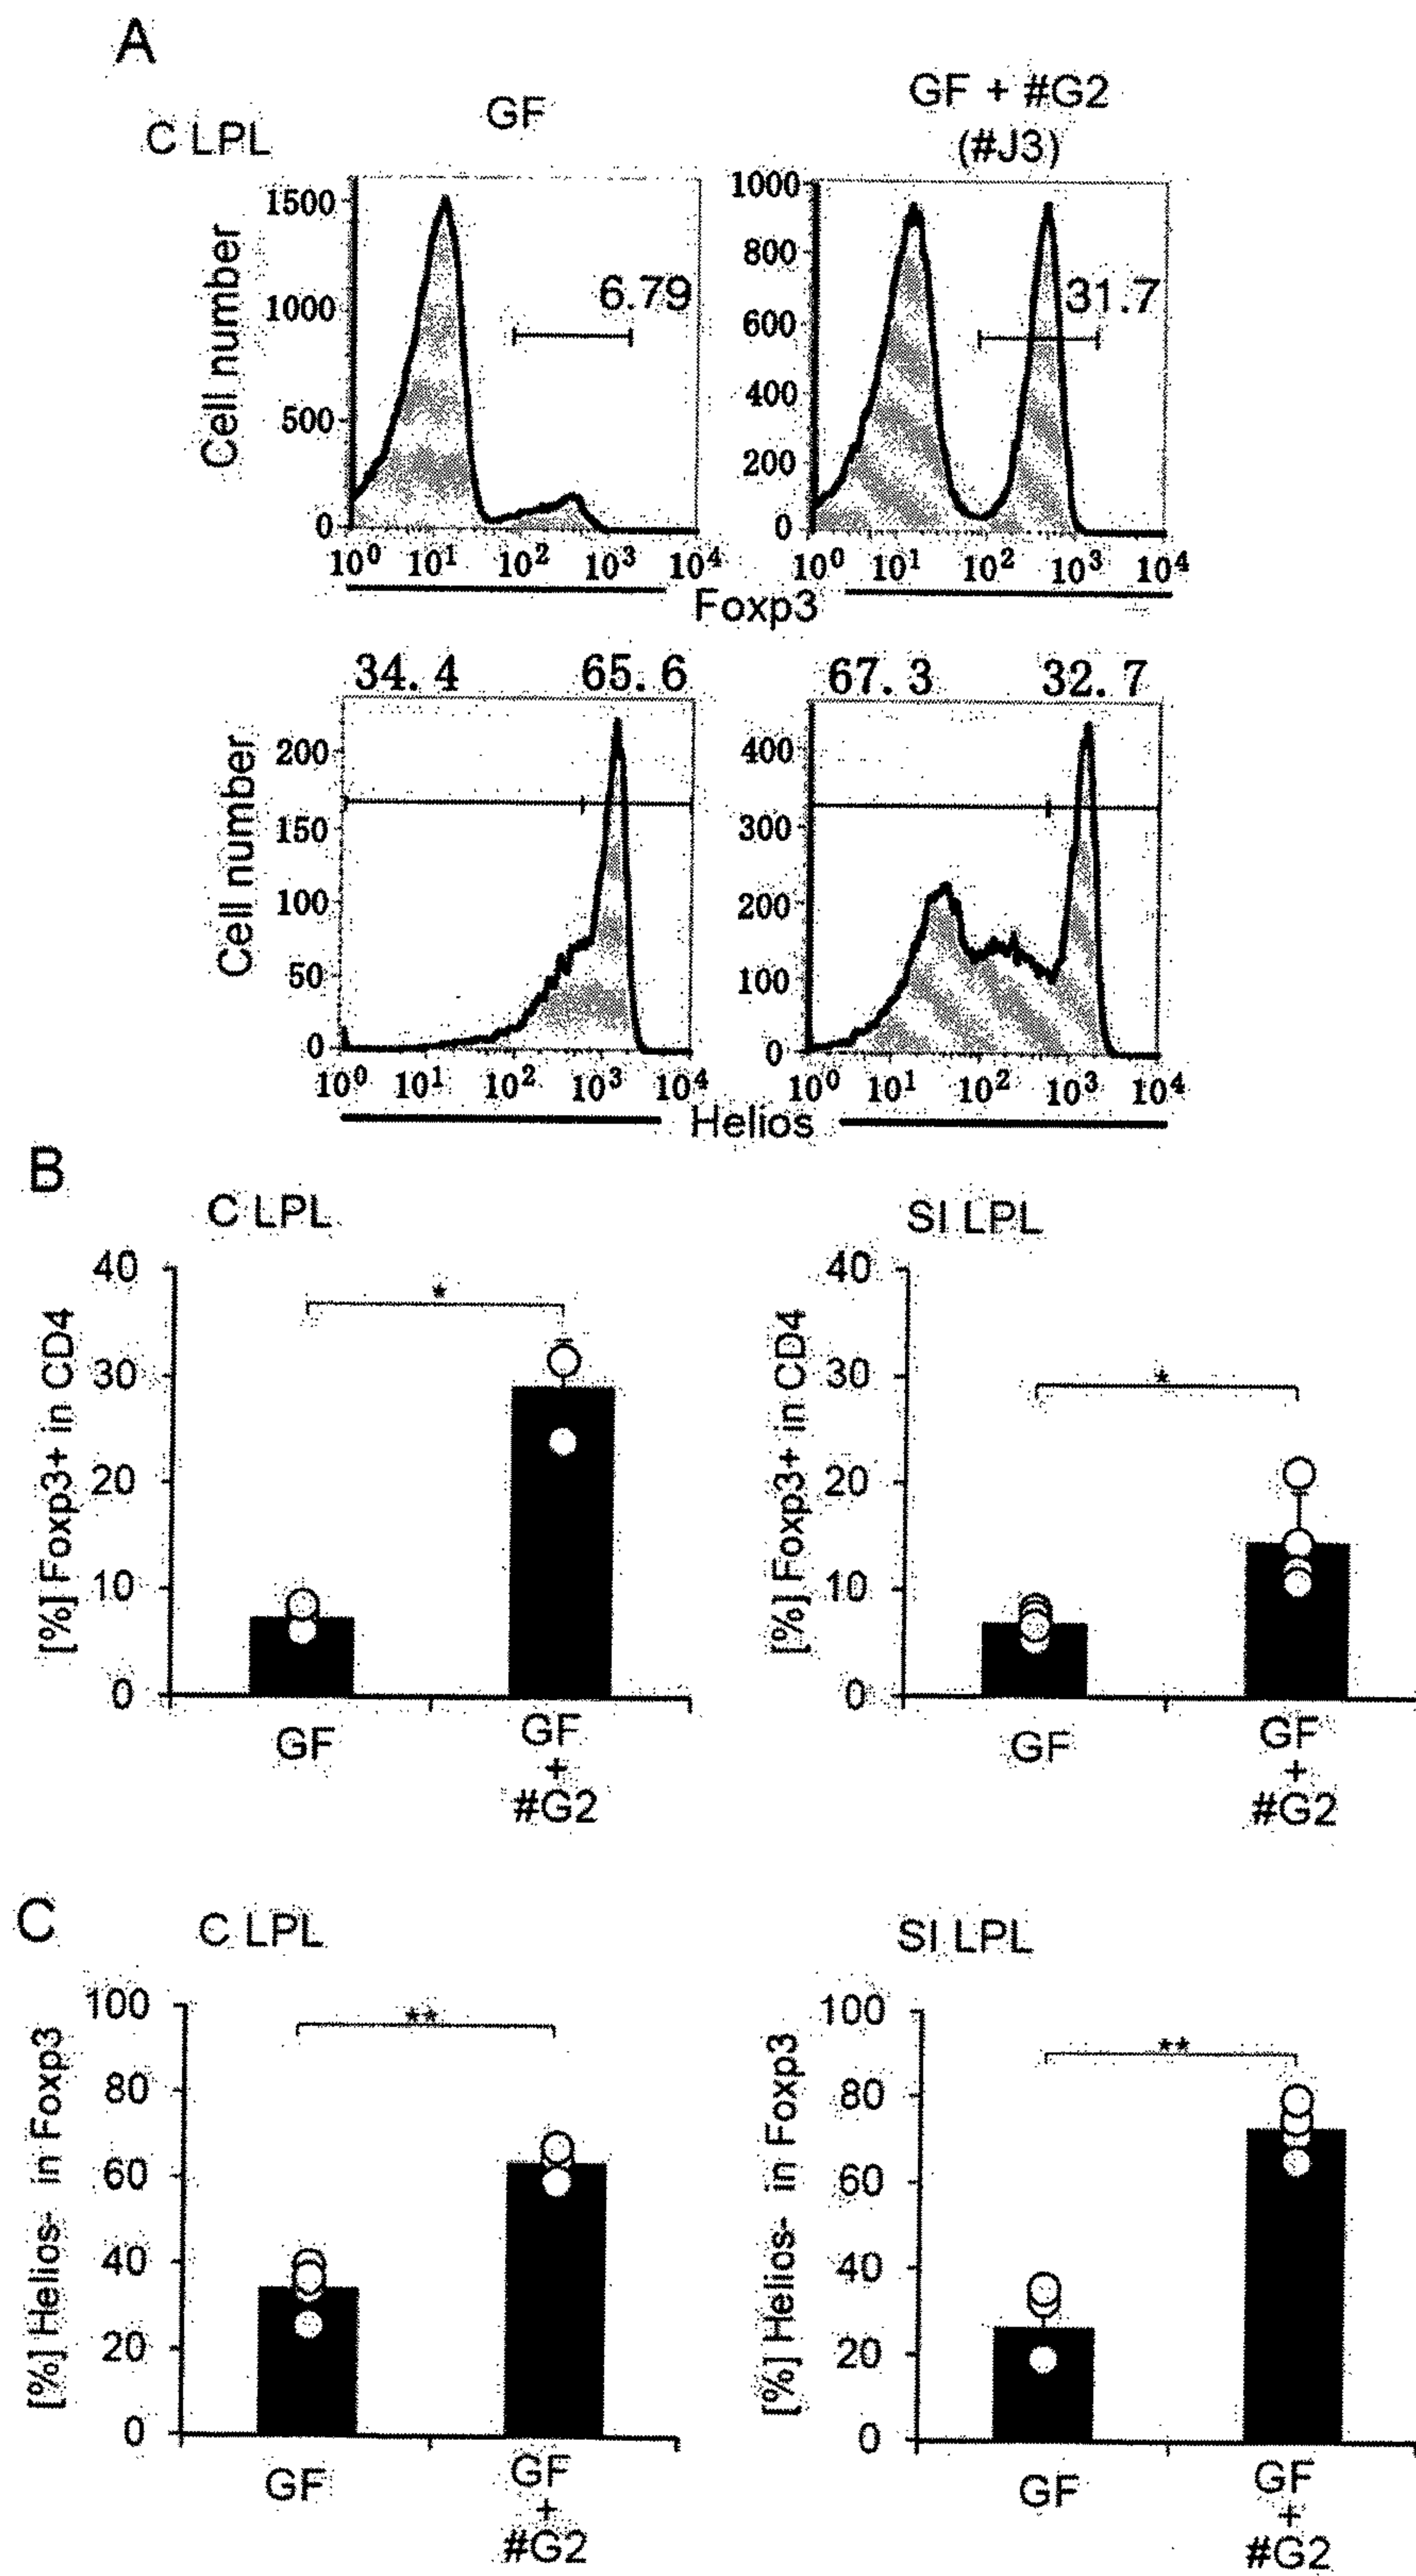 A
C LPL
GF
GF + #G2
(#J3)
Cell number
1500
1000
500
0
6.79
10⁰ 10¹ 10² 10³ 10⁴
1000
800
600
400
200
0
31.7
10⁰ 10¹ 10² 10³ 10⁴
Foxp3
34.4 65.6
Cell number
200
150
100
50
0
10⁰ 10¹ 10² 10³ 10⁴
67.3 32.7
400
300
200
100
0
10⁰ 10¹ 10² 10³ 10⁴
Helios
B
C LPL
[%] Foxp3+ in CD4
40
30
20
10
0
*
GF
GF
+
#G2
SI LPL
[%] Foxp3+ in CD4
40
30
20
10
0
*
GF
GF
+
#G2
C
C LPL
[%] Helios- in Foxp3
100
80
60
40
20
0
**
GF
GF
+
#G2
SI LPL
[%] Helios- in Foxp3
100
80
60
40
20
0
**
GF
GF
+
#G2